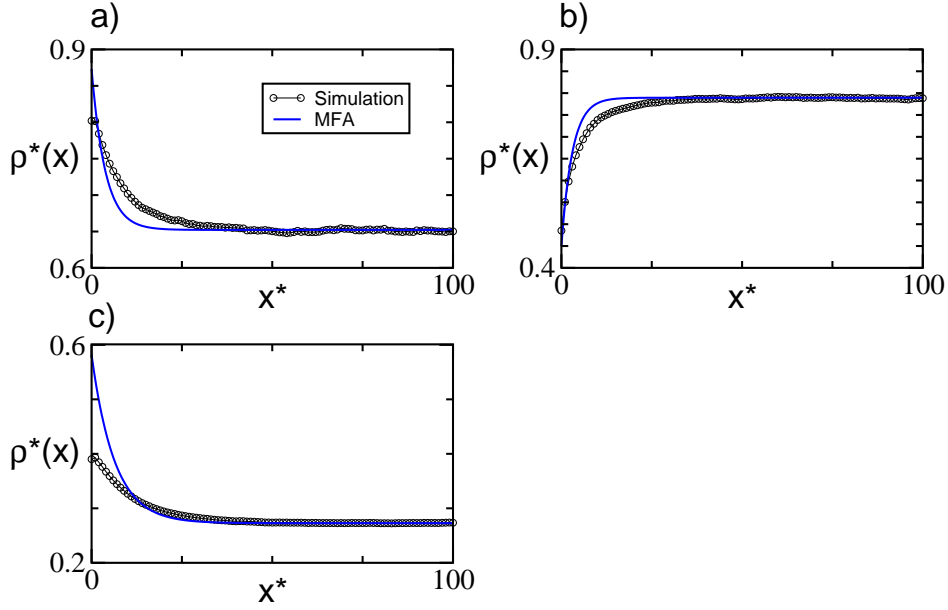 a)
0.9
ρ*(x)
0.6
0
100
x*
Simulation
MFA
b)
0.9
ρ*(x)
0.4
0
100
x*
c)
0.6
ρ*(x)
0.2
0
100
x*